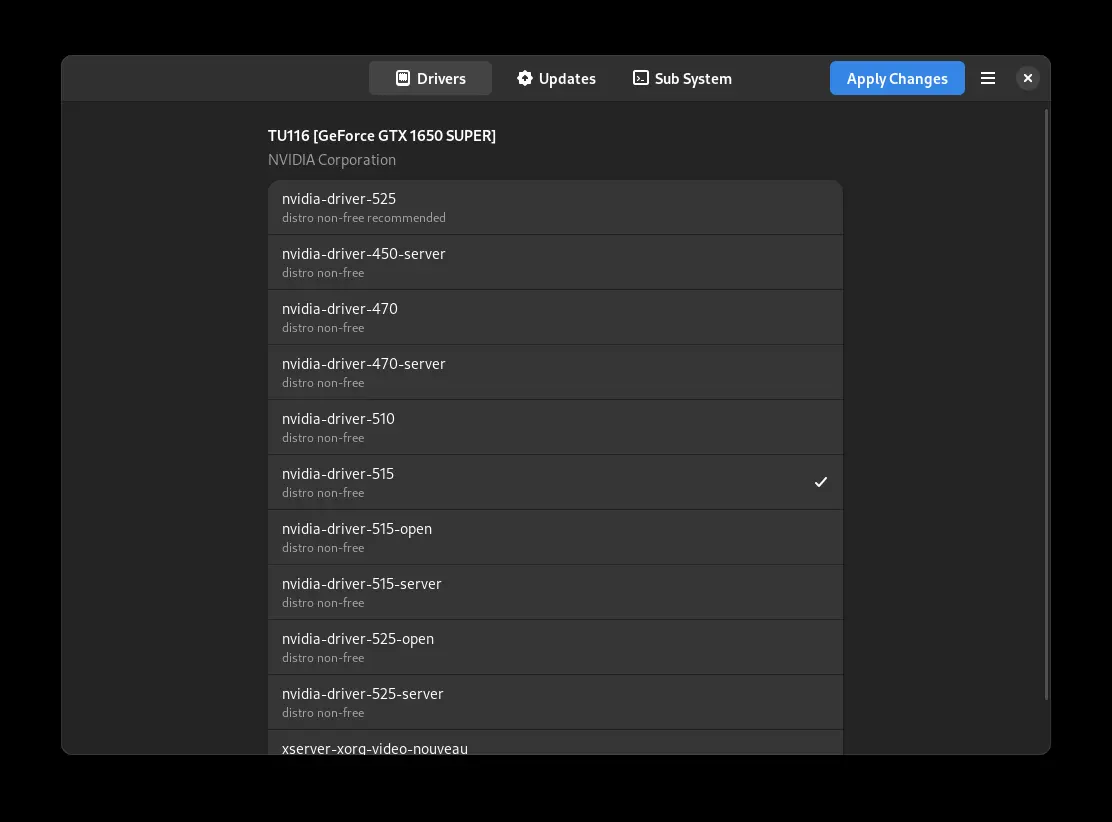 Drivers
Updates
Sub System
Apply Changes
TU116 [GeForce GTX 1650 SUPER]
NVIDIA Corporation
nvidia-driver-525
distro non-free recommended
nvidia-driver-450-server
distro non-free
nvidia-driver-470
distro non-free
nvidia-driver-470-server
distro non-free
nvidia-driver-510
distro non-free
nvidia-driver-515
distro non-free
nvidia-driver-515-open
distro non-free
nvidia-driver-515-server
distro non-free
nvidia-driver-525-open
distro non-free
nvidia-driver-525-server
distro non-free
xserver-xorg-video-nouveau